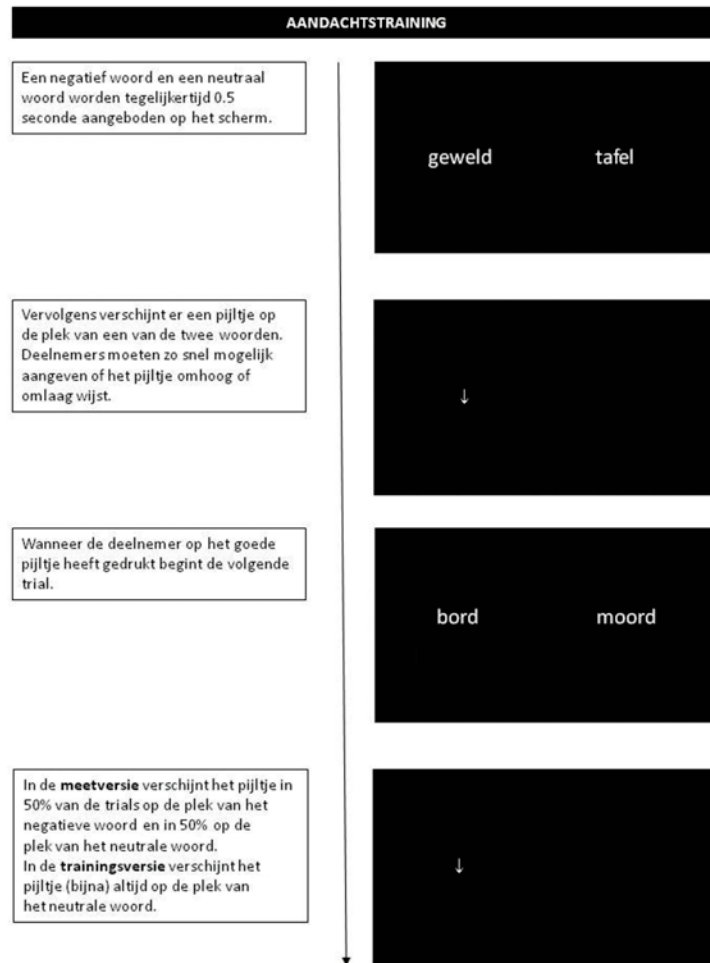 AANDACHTSTRAINING
Een negatief woord en een neutraal
woord worden tegelijkertijd 0.5
seconde aangeboden op het scherm.
geweld tafel
Vervolgens verschijnt er een pijltje op
de plek van een van de twee woorden.
Deelnemers moeten zo snel mogelijk
aangeven of het pijltje omhoog of
omlaag wijst.
↓
Wanneer de deelnemer op het goede
pijltje heeft gedrukt begint de volgende
trial.
bord moord
In de meetversie verschijnt het pijltje in
50% van de trials op de plek van het
negatieve woord en in 50% op de
plek van het neutrale woord.
In de trainingsversie verschijnt het
pijltje (bijna) altijd op de plek van
het neutrale woord.
↓